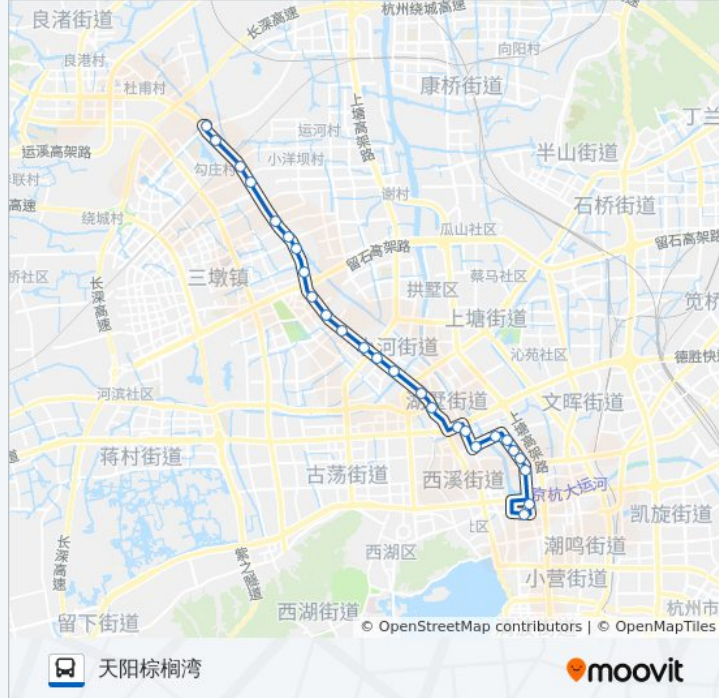 良渚街道
长深高速
杭州绕城高速
向阳村
良港村
康桥街道
杜甫村
上塘高架路
丁兰
运河村
运溪高架路
小洋坝村
半山街道
勾庄村
谢村
石桥街道
高速
绕城村
瓜山社区
留石高架路
留石高架路
桥社区
长深高速
三墩镇
蔡马社区
拱墅区
笕桥
上塘街道
河街道
沁苑社区
德胜快
河滨社区
湖墅街道
文晖街道
上塘高架路
蒋村街道
古荡街道
西溪街道
京杭大运河
凯旋街道
社区
长深高速
紫之隧道
西湖区
潮鸣街道
小营街道
西湖街道
杭州市
留下街道
© OpenStreetMap contributors | © OpenMapTiles
天阳棕榈湾
moovit